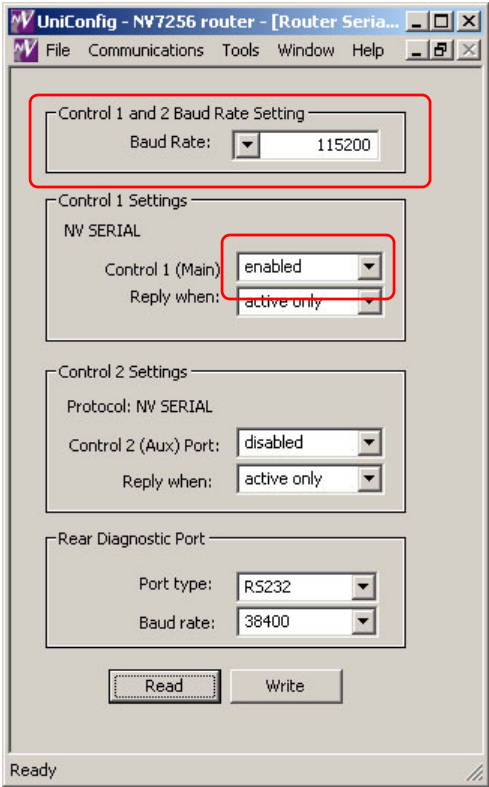 UniConfig - NV7256 router - [Router Seria...
File Communications Tools Window Help
Control 1 and 2 Baud Rate Setting
Baud Rate: 115200
Control 1 Settings
NV SERIAL
Control 1 (Main) enabled
Reply when: active only
Control 2 Settings
Protocol: NV SERIAL
Control 2 (Aux) Port: disabled
Reply when: active only
Rear Diagnostic Port
Port type: RS232
Baud rate: 38400
Read Write
Ready